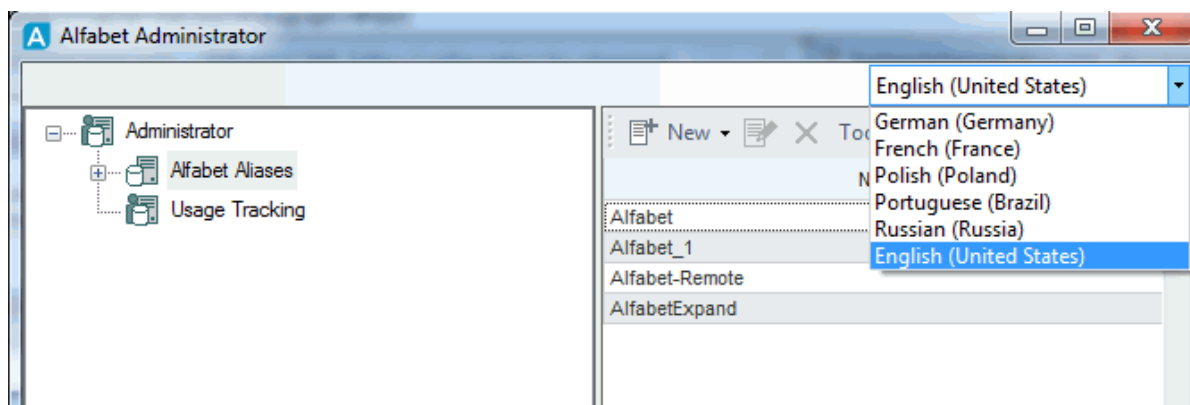 Alfabet Administrator
English (United States)
German (Germany)
French (France)
Polish (Poland)
Portuguese (Brazil)
Russian (Russia)
English (United States)
Administrator
Alfabet Aliases
Usage Tracking
New
Alfabet
Alfabet_1
Alfabet-Remote
AlfabetExpand